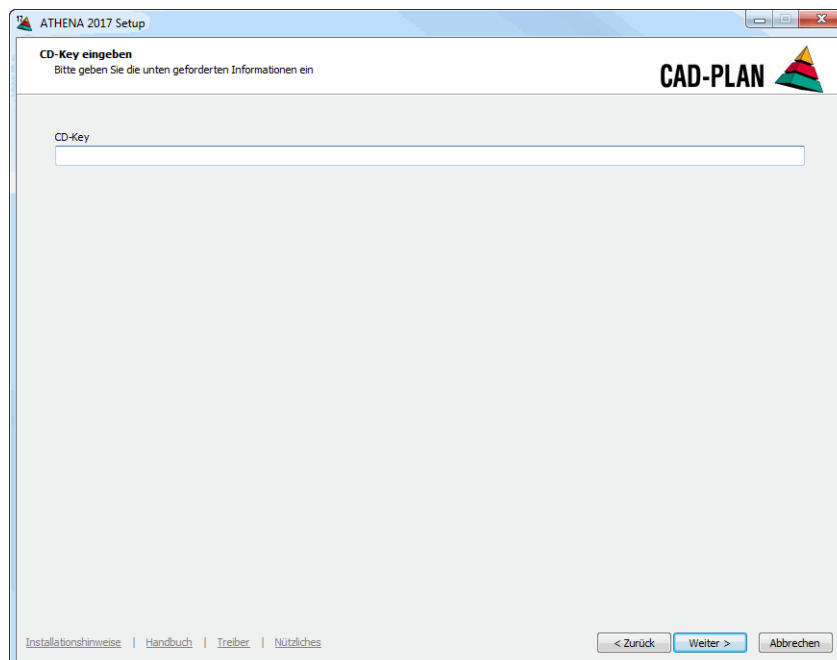 ATHENA 2017 Setup
CD-Key eingeben
Bitte geben Sie die unten geforderten Informationen ein
CAD-PLAN
CD-Key
Installationshinweise | Handbuch | Treiber | Nützliches
< Zurück Weiter > Abbrechen